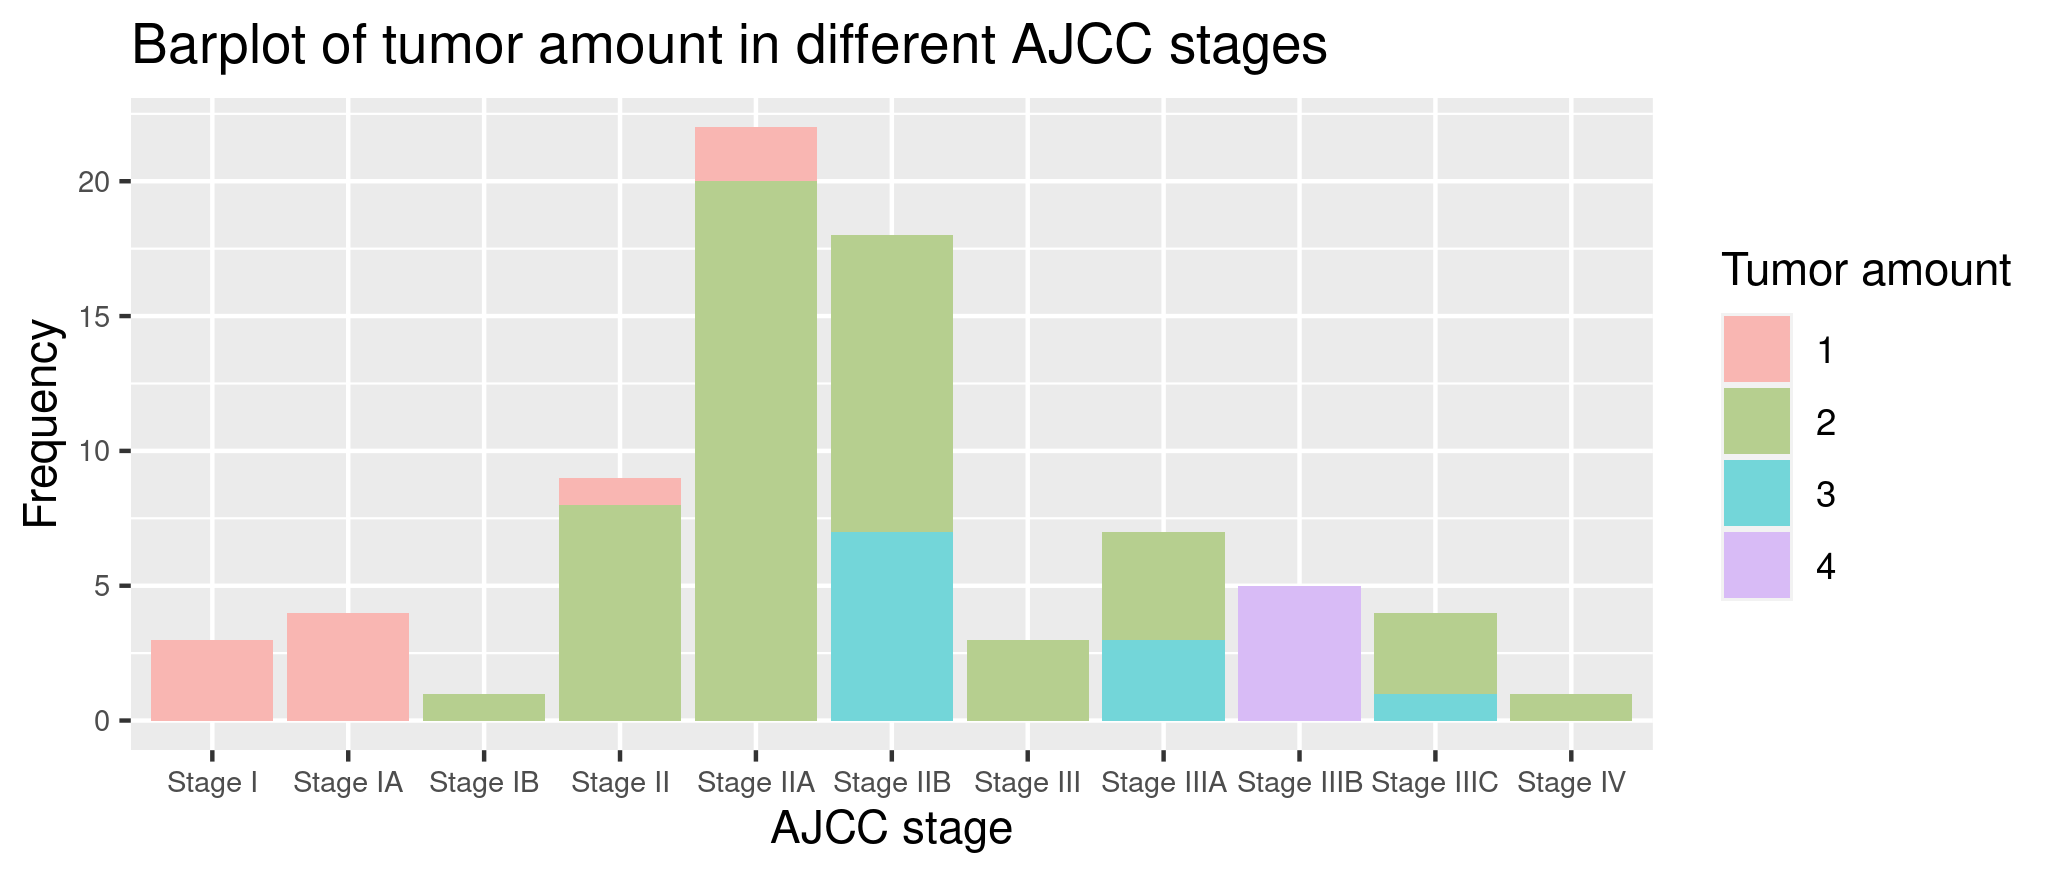 Barplot of tumor amount in different AJCC stages
Frequency
20
15
10
5
0
Stage I Stage IA Stage IB Stage II Stage IIA Stage IIB Stage III Stage IIIA Stage IIIB Stage IIIC Stage IV
AJCC stage
Tumor amount
1
2
3
4